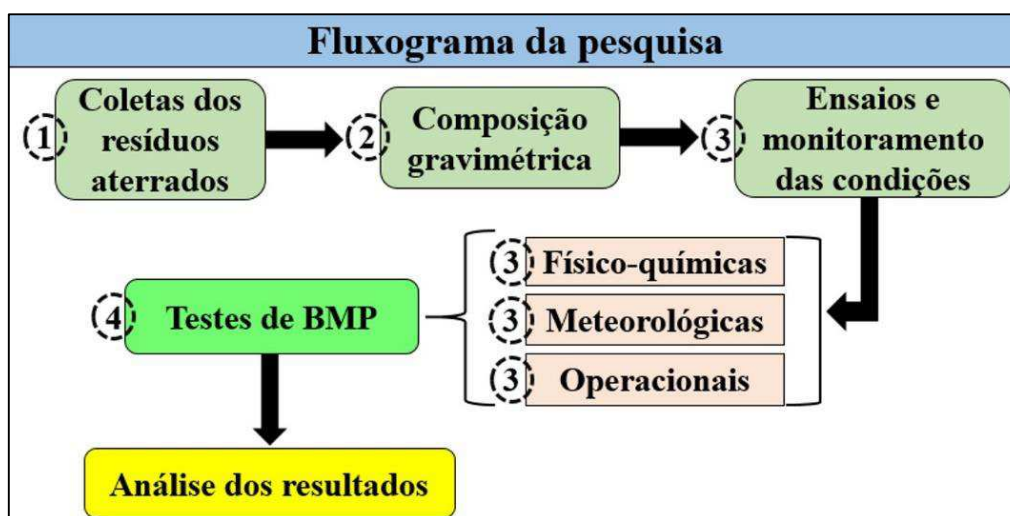 Fluxograma da pesquisa
1
Coletas dos
resíduos
aterrados
2
Composição
gravimétrica
3
Ensaios e
monitoramento
das condições
3 Físico-químicas
3 Meteorológicas
3 Operacionais
4 Testes de BMP
Análise dos resultados